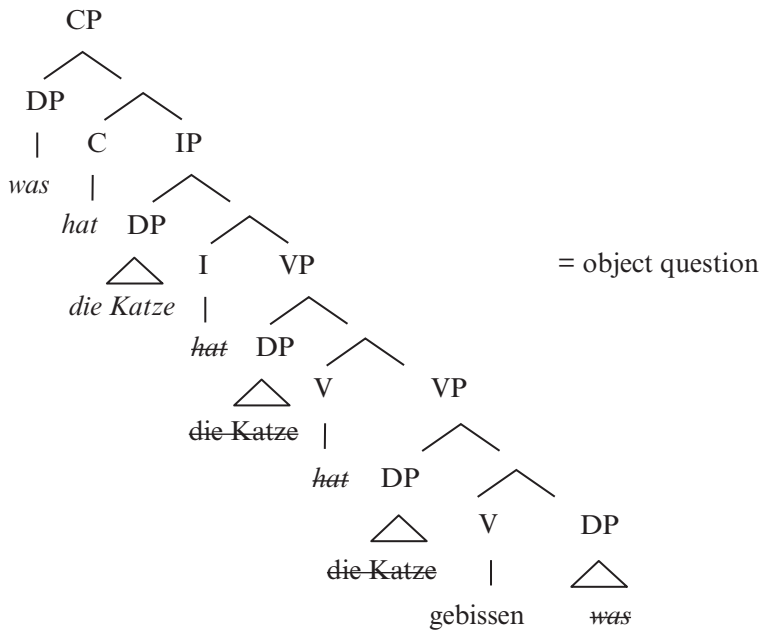 CP
DP
C IP
was
hat DP
I VP = object question
die Katze
hat DP
V VP
die Katze
hat DP
V DP
die Katze
gebissen was